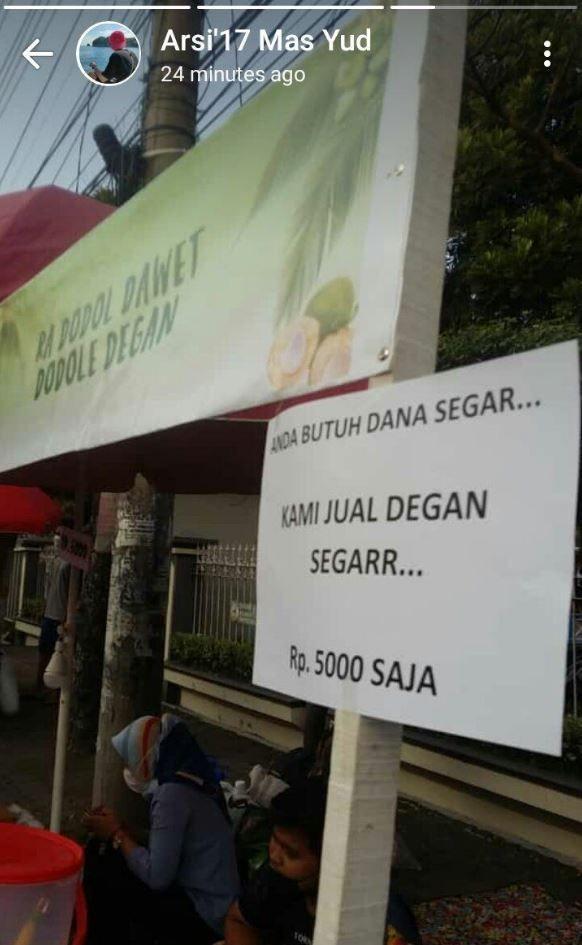 Arsi'17 Mas Yud
24 minutes ago
RA DODOL DAWET
DODOLE DEGAN
ANDA BUTUH DANA SEGAR...
KAMI JUAL DEGAN
SEGARR...
Rp. 5000 SAJA